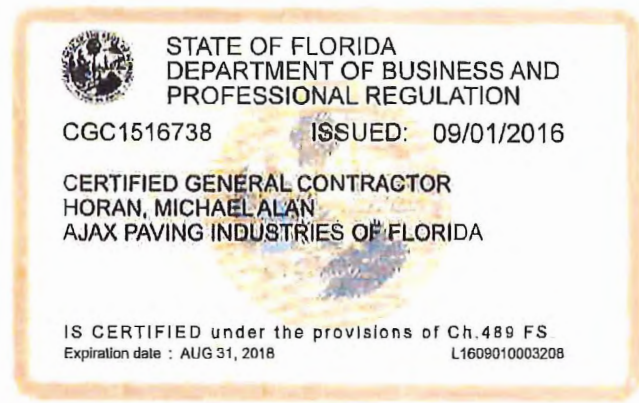 STATE OF FLORIDA
DEPARTMENT OF BUSINESS AND
PROFESSIONAL REGULATION
CGC1516738 ISSUED: 09/01/2016
CERTIFIED GENERAL CONTRACTOR
HORAN, MICHAEL ALAN
AJAX PAVING INDUSTRIES OF FLORIDA
IS CERTIFIED under the provisions of Ch.489 FS.
Expiration date : AUG 31, 2018 L1609010003208